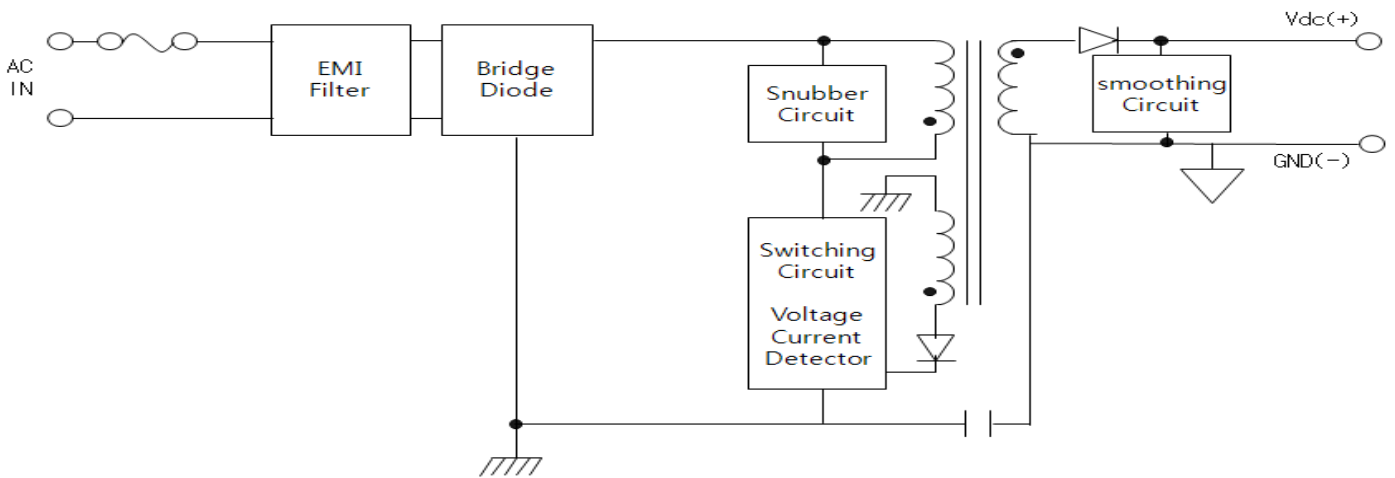 AC
IN
EMI
Filter
Bridge
Diode
Snubber
Circuit
Switching
Circuit
Voltage
Current
Detector
Vdc(+)
smoothing
Circuit
GND(-)